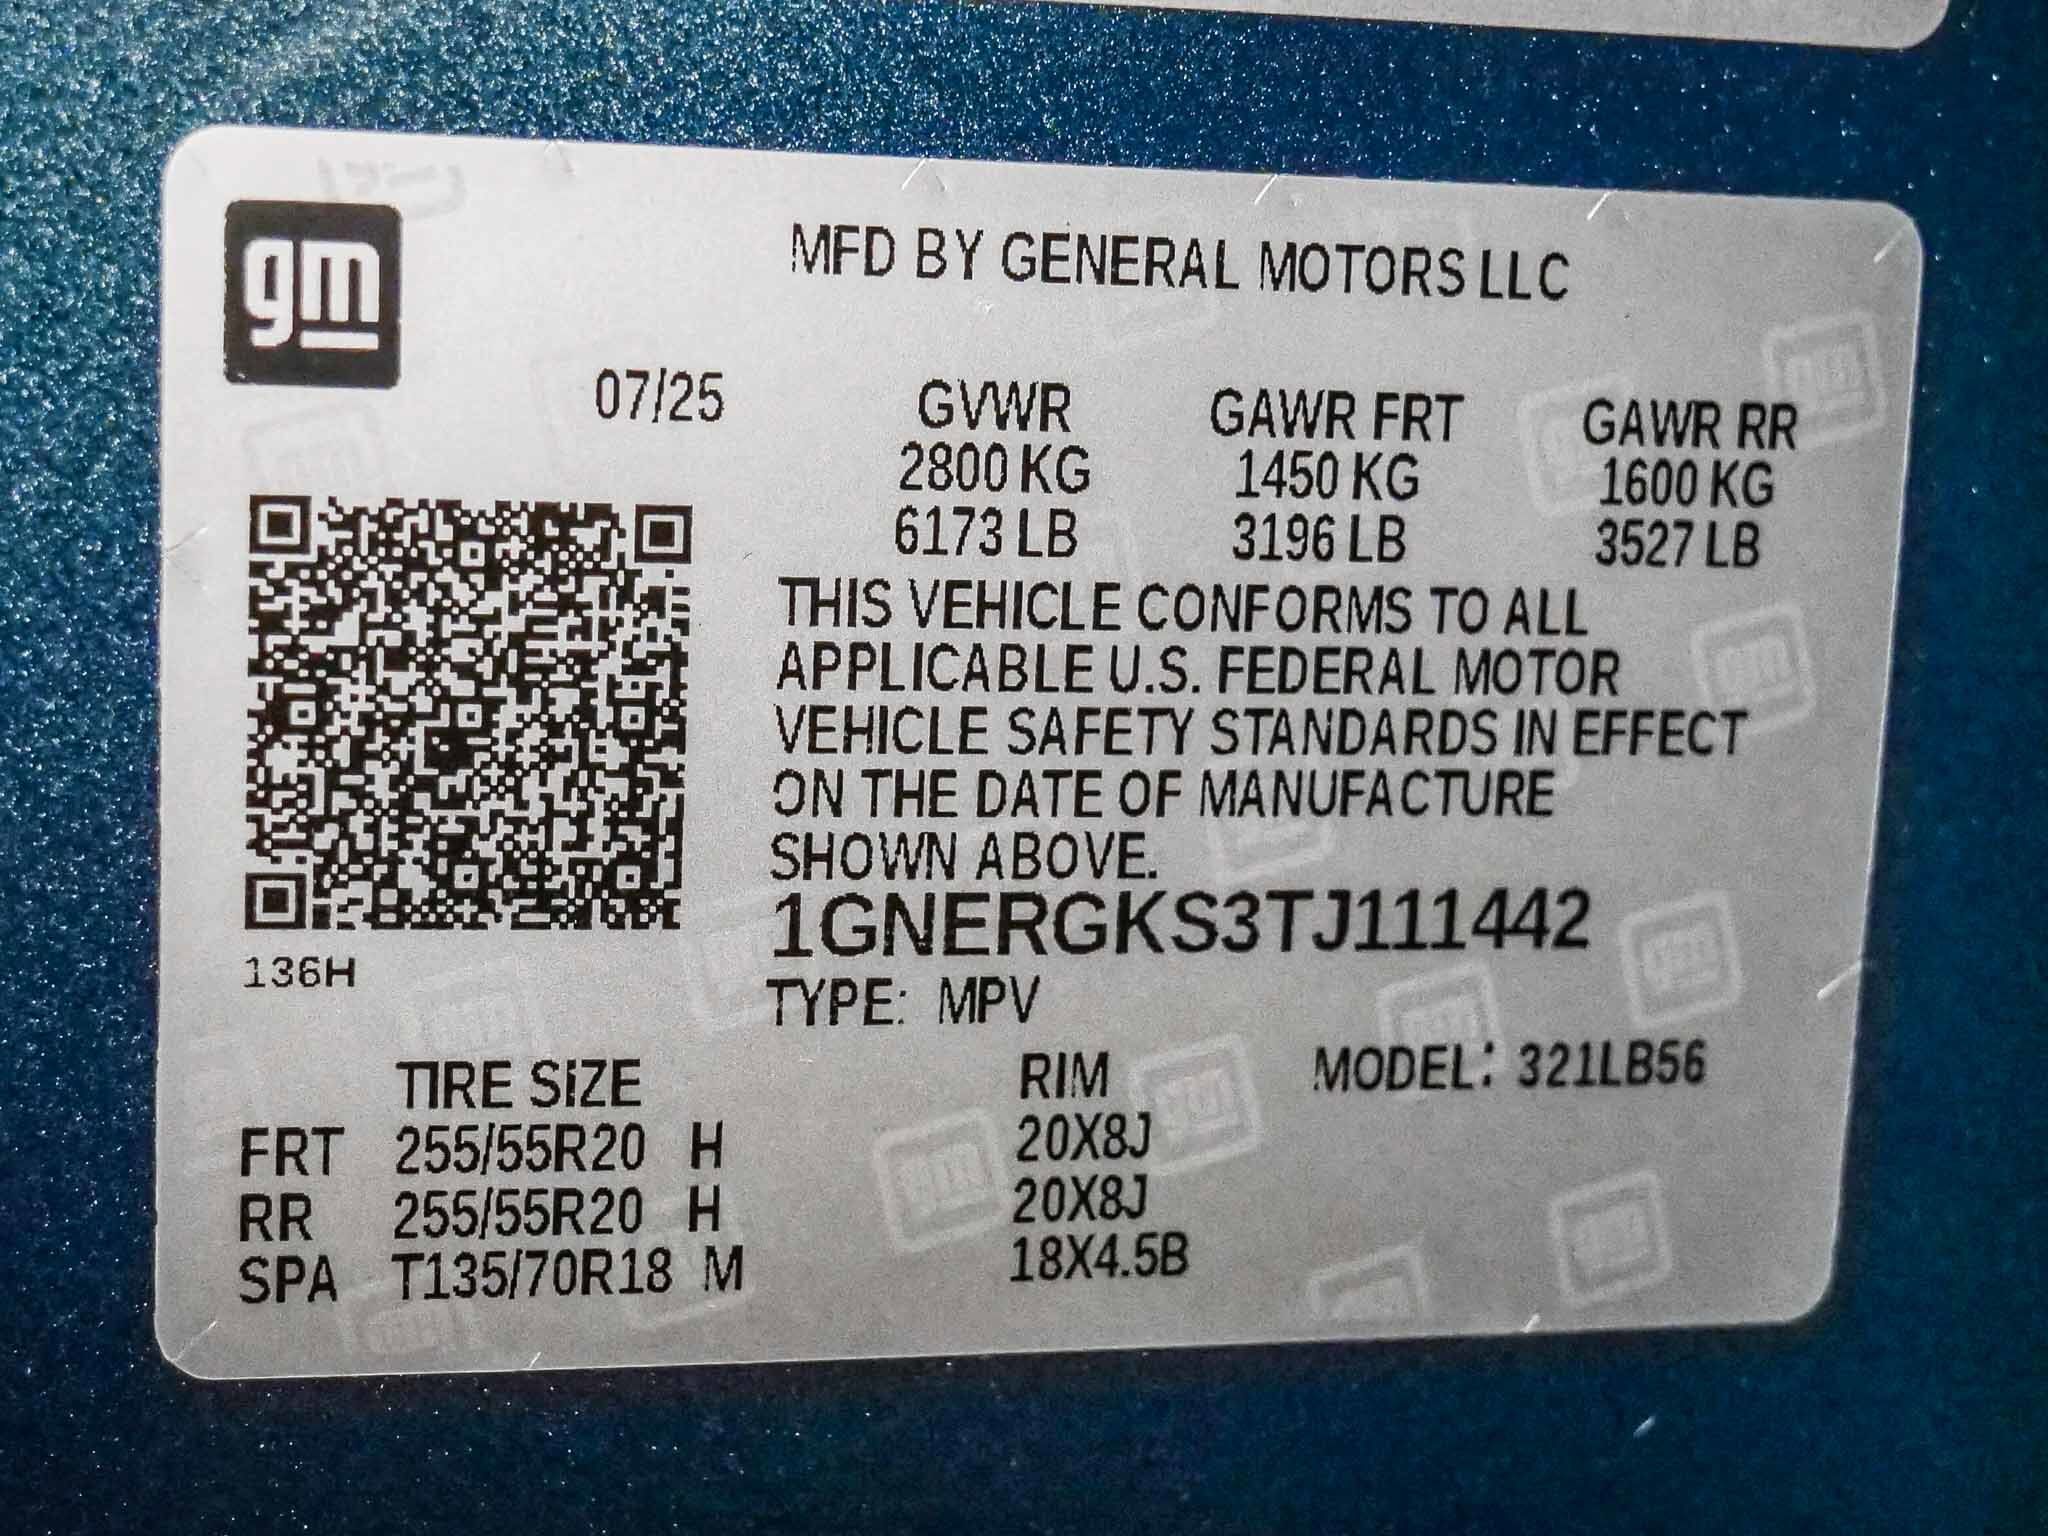 gm
MFD BY GENERAL MOTORS LLC
07/25 GVWR GAWR FRT GAWR RR
2800 KG 1450 KG 1600 KG
6173 LB 3196 LB 3527 LB
THIS VEHICLE CONFORMS TO ALL
APPLICABLE U.S. FEDERAL MOTOR
VEHICLE SAFETY STANDARDS IN EFFECT
ON THE DATE OF MANUFACTURE
SHOWN ABOVE.
1GNERGKS3TJ111442
136H
TYPE: MPV
TIRE SIZE RIM MODEL: 321LB56
FRT 255/55R20 H 20X8J
RR 255/55R20 H 20X8J
SPA T135/70R18 M 18X4.5B